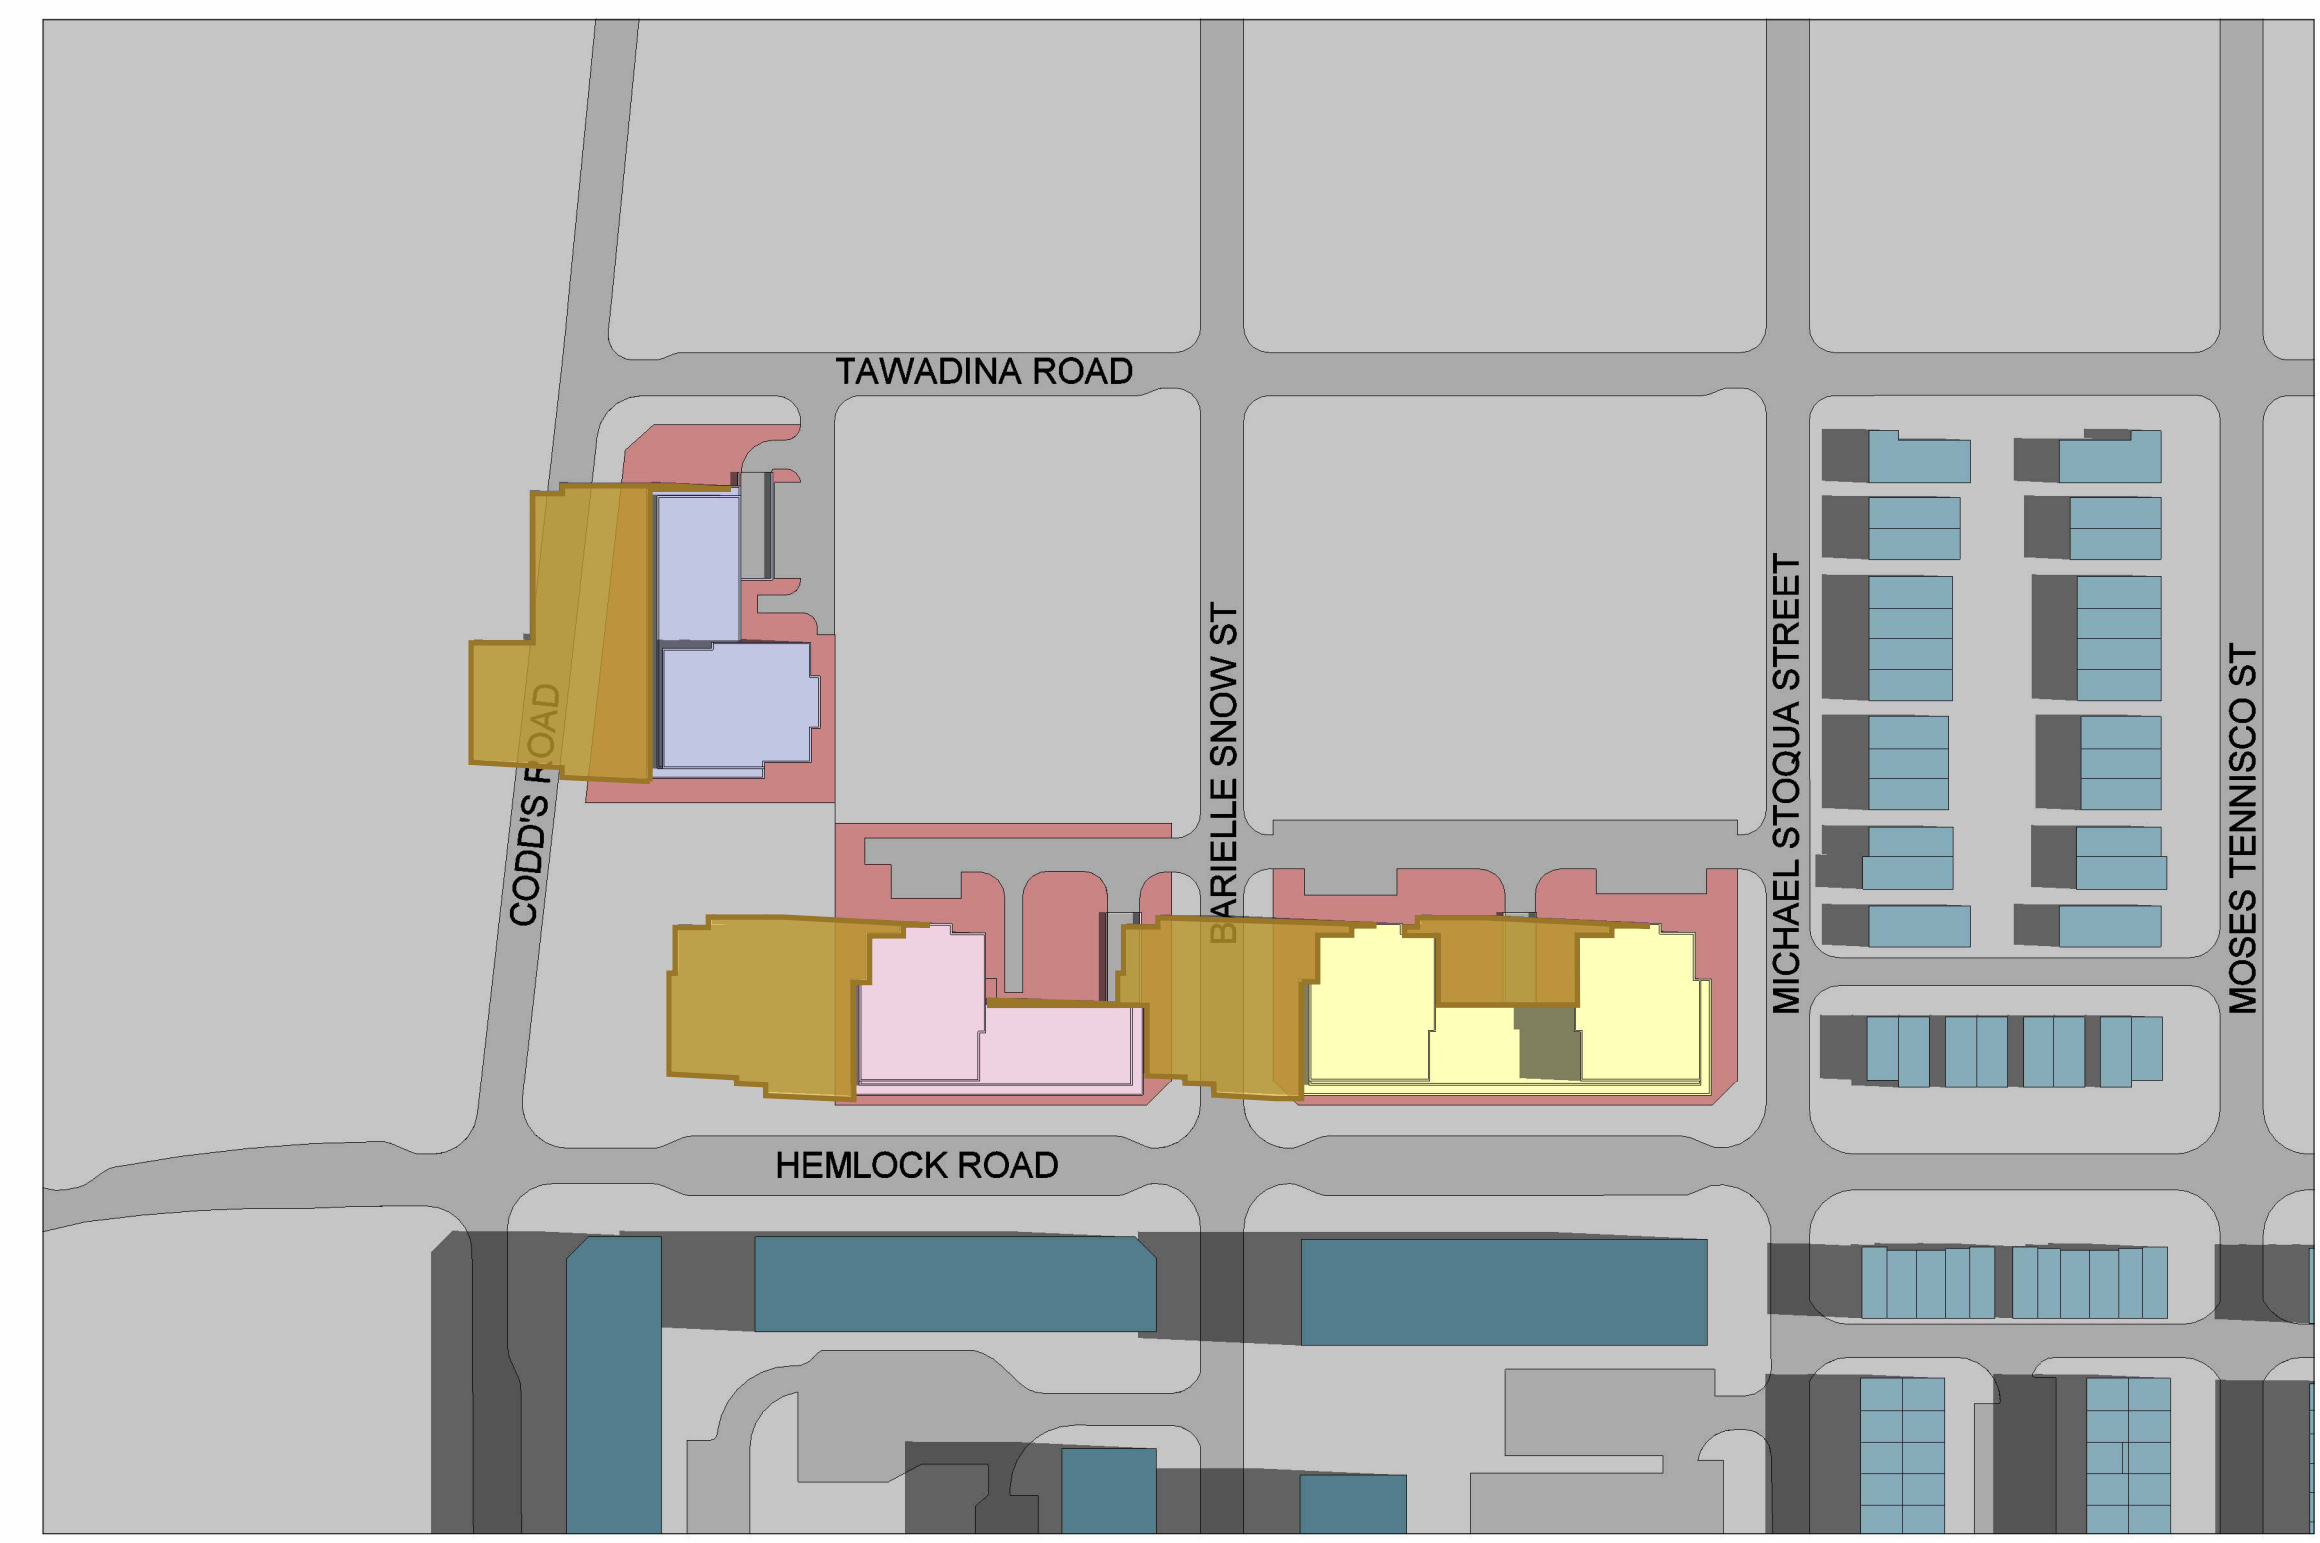 TAWADINA ROAD
CODD'S ROAD
BARIELLE SNOW ST
MICHAEL STOQUA STREET
MOSES TENNISCO ST
HEMLOCK ROAD